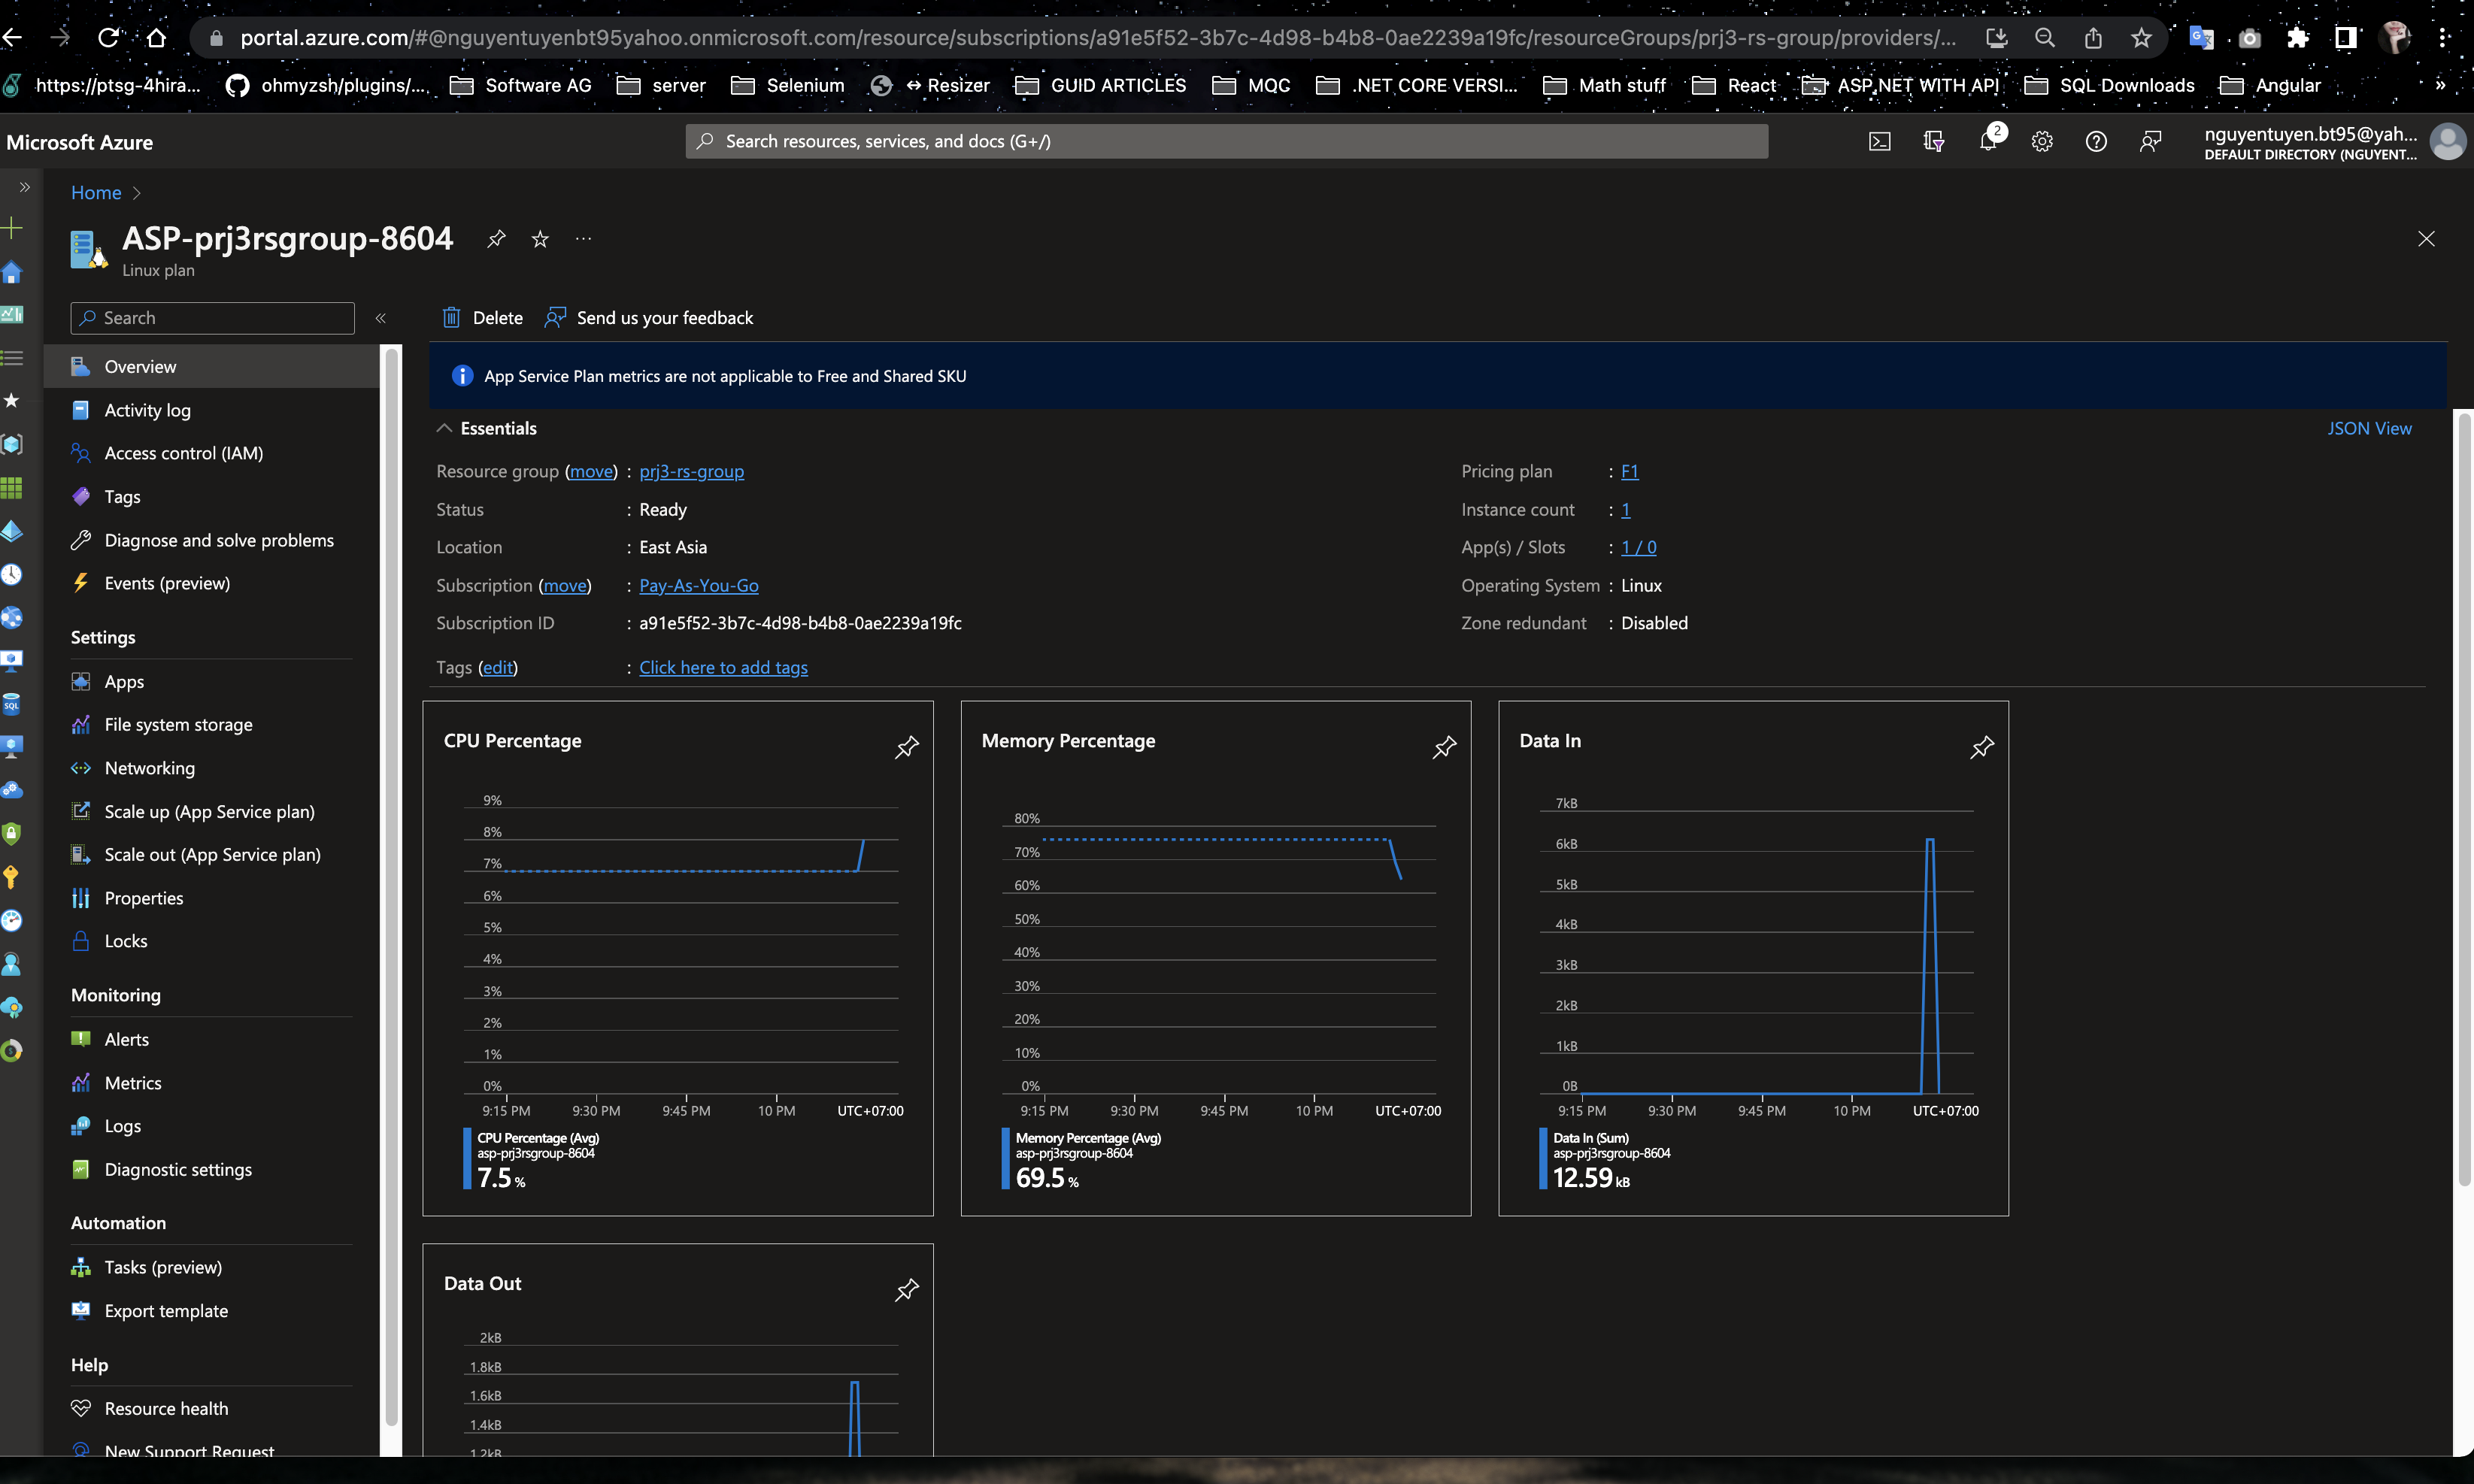 portal.azure.com/#@nguyentuyenbt95yahoo.onmicrosoft.com/resource/subscriptions/a91e5f52-3b7c-4d98-b4b8-0ae2239a19fc/resourceGroups/prj3-rs-group/providers/...
https://ptsg-4hira... ohmyzsh/plugins/... Software AG server Selenium ↔ Resizer GUID ARTICLES MQC .NET CORE VERSI... Math stuff React ASP.NET WITH API SQL Downloads Angular »
Microsoft Azure
Search resources, services, and docs (G+/)
2
nguyentuyen.bt95@yah...
DEFAULT DIRECTORY (NGUYENT...
Home >
ASP-prj3rsgroup-8604
Linux plan
Search
Delete
Send us your feedback
App Service Plan metrics are not applicable to Free and Shared SKU
Overview
Activity log
Access control (IAM)
Tags
Diagnose and solve problems
Events (preview)
Settings
Apps
File system storage
Networking
Scale up (App Service plan)
Scale out (App Service plan)
Properties
Locks
Monitoring
Alerts
Metrics
Logs
Diagnostic settings
Automation
Tasks (preview)
Export template
Help
Resource health
New Support Request
SQL
Essentials
JSON View
Resource group (move) : prj3-rs-group
Status : Ready
Location : East Asia
Subscription (move) : Pay-As-You-Go
Subscription ID : a91e5f52-3b7c-4d98-b4b8-0ae2239a19fc
Tags (edit) : Click here to add tags
Pricing plan : F1
Instance count : 1
App(s) / Slots : 1 / 0
Operating System : Linux
Zone redundant : Disabled
CPU Percentage
9%
8%
7%
6%
5%
4%
3%
2%
1%
0%
9:15 PM 9:30 PM 9:45 PM 10 PM UTC+07:00
CPU Percentage (Avg)
asp-prj3rsgroup-8604
7.5 %
Memory Percentage
80%
70%
60%
50%
40%
30%
20%
10%
0%
9:15 PM 9:30 PM 9:45 PM 10 PM UTC+07:00
Memory Percentage (Avg)
asp-prj3rsgroup-8604
69.5 %
Data In
7kB
6kB
5kB
4kB
3kB
2kB
1kB
0B
9:15 PM 9:30 PM 9:45 PM 10 PM UTC+07:00
Data In (Sum)
asp-prj3rsgroup-8604
12.59 kB
Data Out
2kB
1.8kB
1.6kB
1.4kB
1.2kB